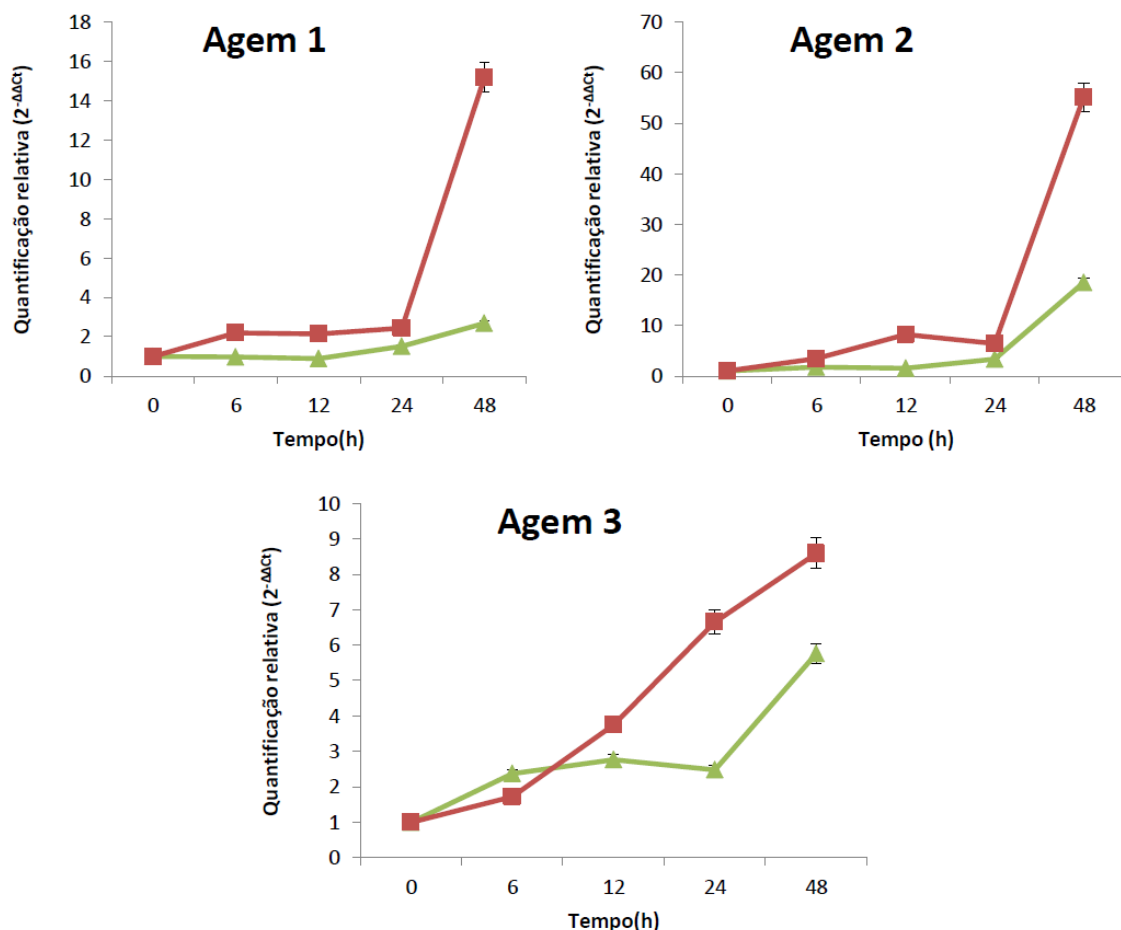 Agem 1
Quantificação relativa (2-ΔΔCt)
18
16
14
12
10
8
6
4
2
0
0 6 12 24 48
Tempo(h)
Agem 2
Quantificação relativa (2-ΔΔCt)
70
60
50
40
30
20
10
0
0 6 12 24 48
Tempo (h)
Agem 3
Quantificação relativa (2-ΔΔCt)
10
9
8
7
6
5
4
3
2
1
0
0 6 12 24 48
Tempo(h)